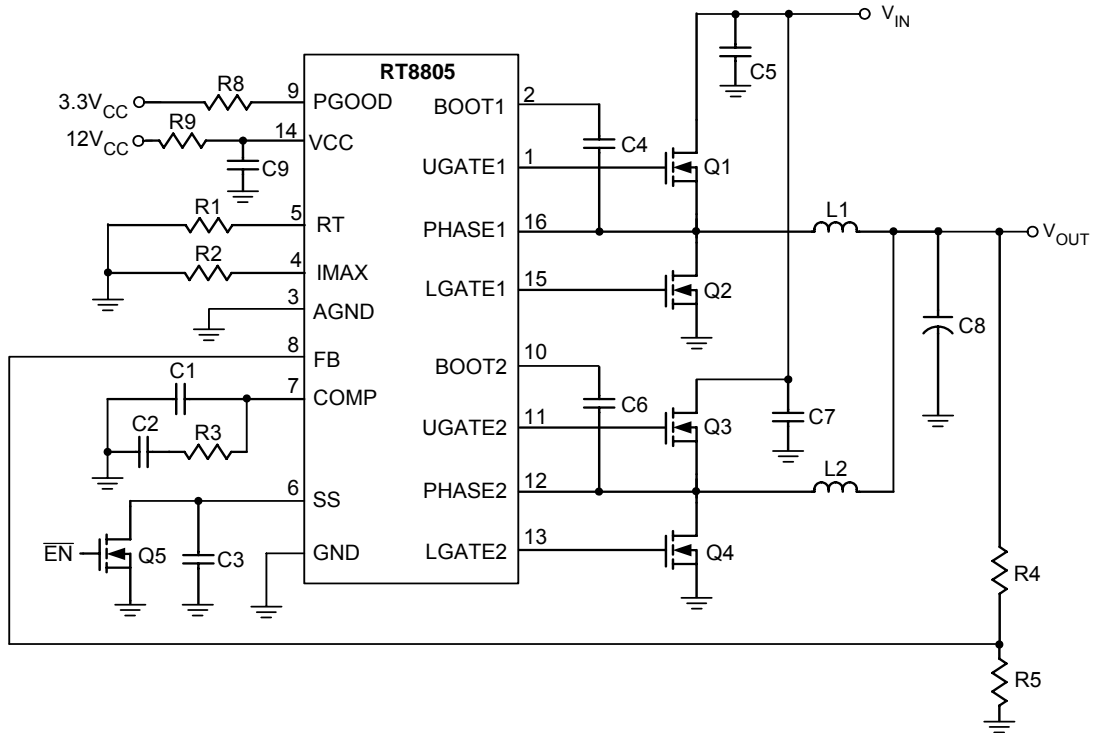 V_IN
C5
RT8805
R8
3.3V_CC
9
PGOOD
BOOT1
2
R9
12V_CC
14
VCC
C4
C9
UGATE1
1
Q1
R1
5
RT
PHASE1
16
L1
V_OUT
R2
4
IMAX
3
AGND
LGATE1
15
Q2
C8
8
FB
BOOT2
10
C1
7
COMP
C6
C2
R3
UGATE2
11
Q3
C7
L2
6
SS
PHASE2
12
EN
Q5
C3
GND
LGATE2
13
Q4
R4
R5